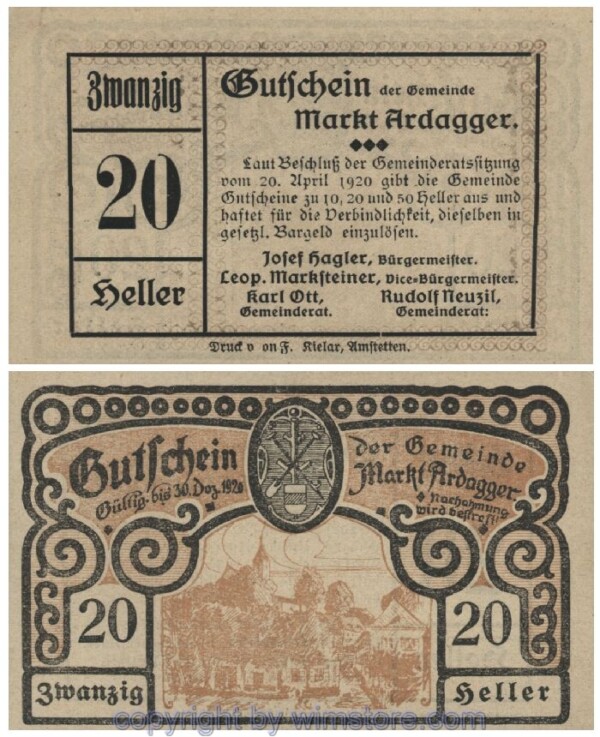 Zwanzig
20
Heller
Gutschein der Gemeinde
Markt Ardagger.
Laut Beschluß der Gemeinderatssitzung
vom 20. April 1920 gibt die Gemeinde
Gutscheine zu 10, 20 und 50 Heller aus und
haftet für die Verbindlichkeit, dieselben in
gesetzl. Bargeld einzulösen.
Josef Hagler, Bürgermeister.
Leop. Marksteiner, Vice-Bürgermeister.
Karl Ott, Rudolf Neuzil,
Gemeinderat. Gemeinderat:
Druck v on F. Kielar, Amstetten.
Gutschein
Gültig bis 30. Dez. 1920
der Gemeinde
Markt Ardagger.
Nachahmung
wird bestraft!
20
20
Zwanzig
Heller
copyright by wimstore.com